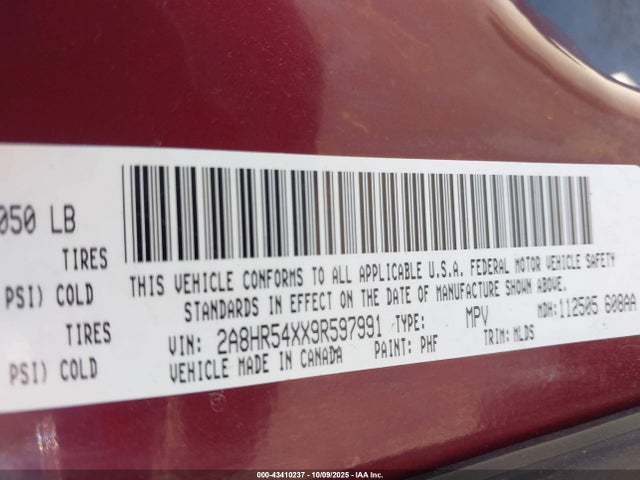 050 LB
TIRES
PSI) COLD
TIRES
PSI) COLD
THIS VEHICLE CONFORMS TO ALL APPLICABLE U.S.A. FEDERAL MOTOR VEHICLE SAFETY
STANDARDS IN EFFECT ON THE DATE OF MANUFACTURE SHOWN ABOVE.
VIN: 2A8HR54XX9R597991 TYPE: MPV MDH:112505 608AA
VEHICLE MADE IN CANADA PAINT: PHF TRIM:MLDS
000-43410237 - 10/09/2025 - IAA Inc.